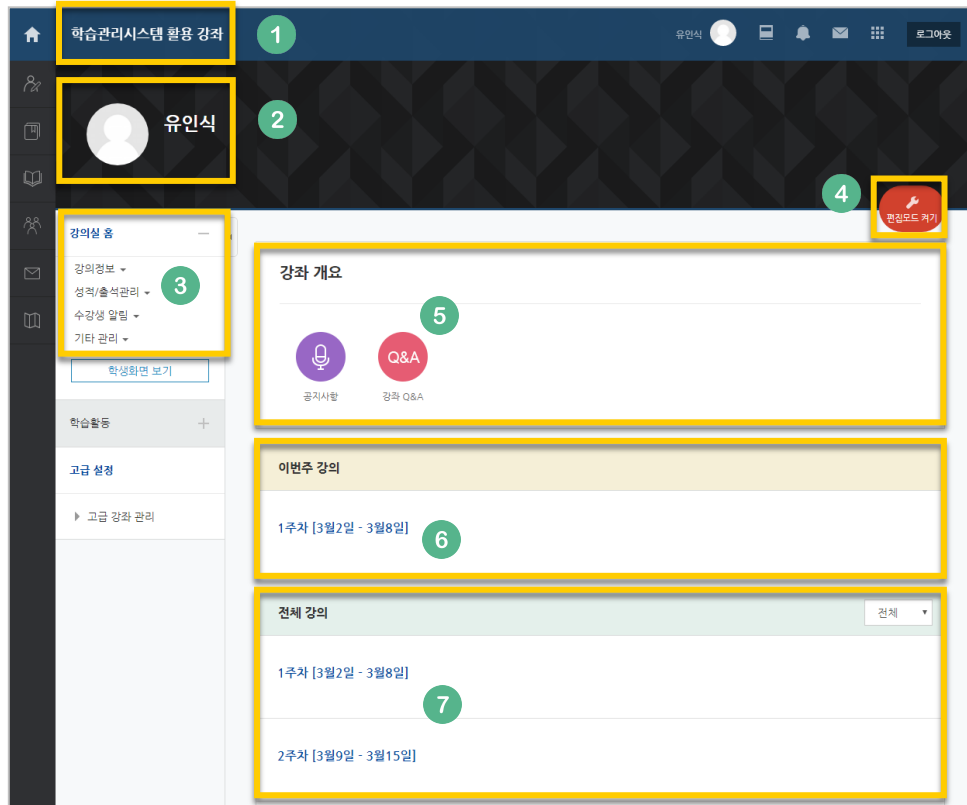 학습관리시스템 활용 강좌
1
유인식
로그아웃
유인식
2
4
편집모드 켜기
강의실 홈
강의정보
성적/출석관리
3
수강생 알림
기타 관리
학생화면 보기
학습활동
고급 설정
고급 강좌 관리
강좌 개요
5
Q&A
공지사항
강좌 Q&A
이번주 강의
1주차 [3월2일 - 3월8일]
6
전체 강의
전체
1주차 [3월2일 - 3월8일]
7
2주차 [3월9일 - 3월15일]